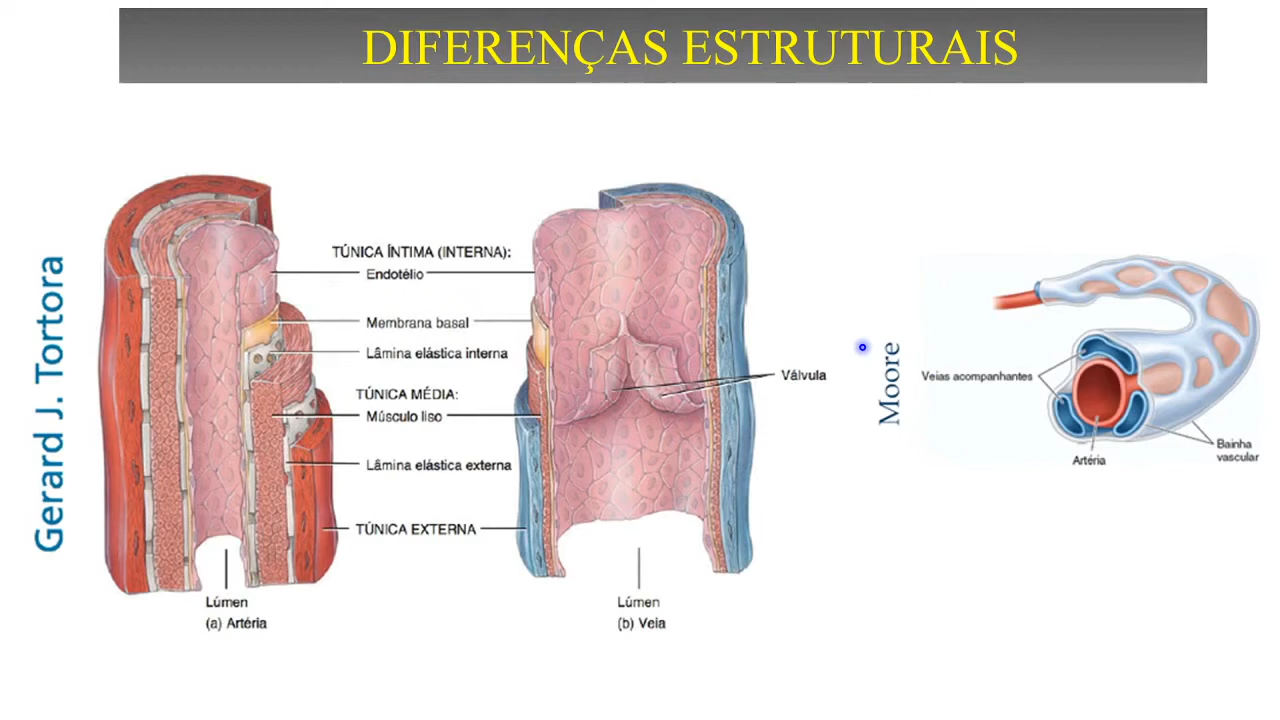 DIFERENÇAS ESTRUTURAIS
Gerard J. Tortora
TÚNICA ÍNTIMA (INTERNA):
Endotélio
Membrana basal
Lâmina elástica interna
TÚNICA MÉDIA:
Músculo liso
Lâmina elástica externa
TÚNICA EXTERNA
Válvula
Lúmen
(a) Artéria
Lúmen
(b) Veia
Moore
Veias acompanhantes
Artéria
Bainha
vascular